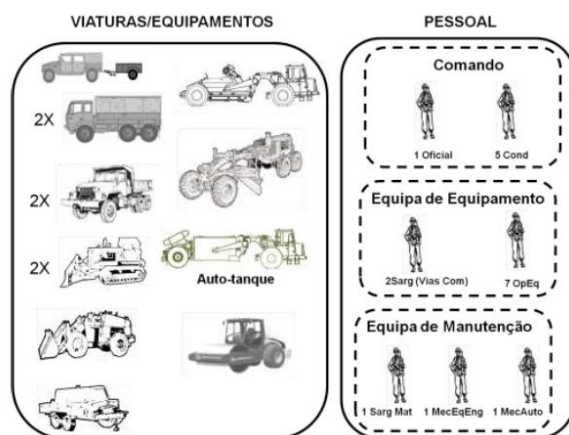 VIATURAS/EQUIPAMENTOS
2X
2X
2X
Auto-tanque
PESSOAL
Comando
1 Oficial
5 Cond
Equipa de Equipamento
2Sarg (Vias Com)
7 OpEq
Equipa de Manutenção
1 Sarg Mat
1 MecEqEng
1 MecAuto